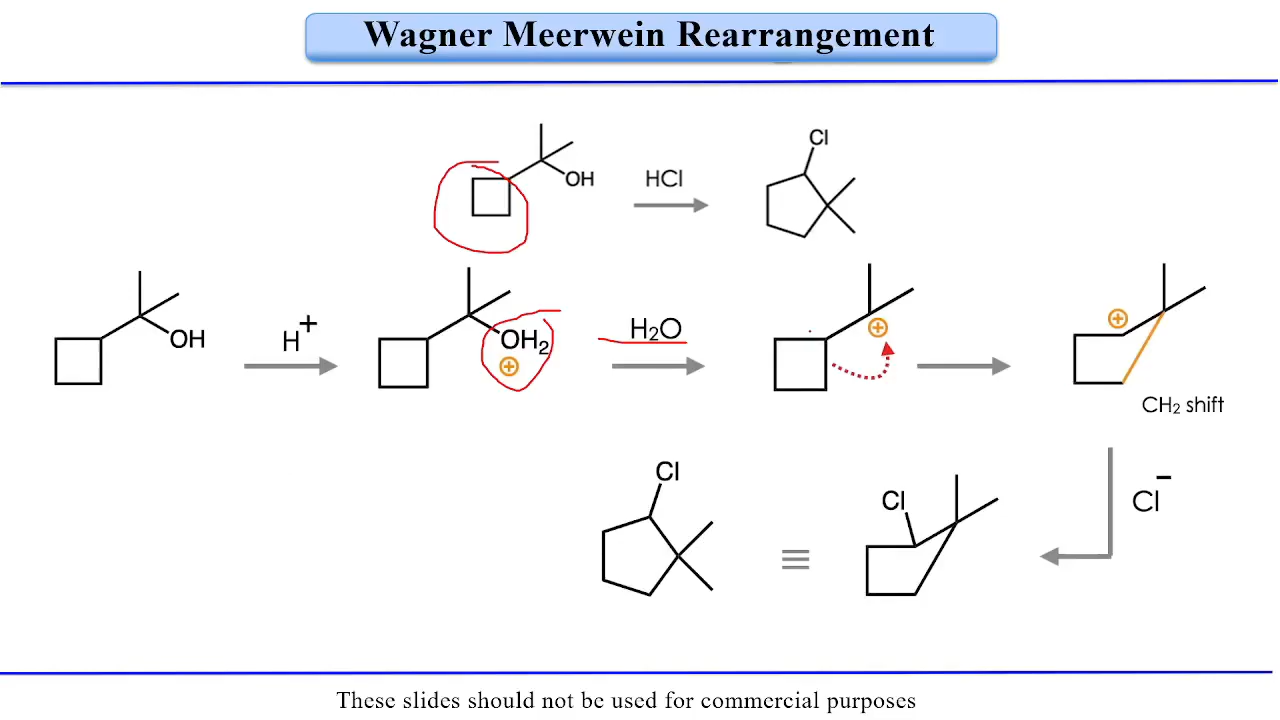 Wagner Meerwein Rearrangement
Cl
OH
HCl
OH
H+
OH2
+
H2O
+
+
CH2 shift
Cl
Cl
Cl−
These slides should not be used for commercial purposes